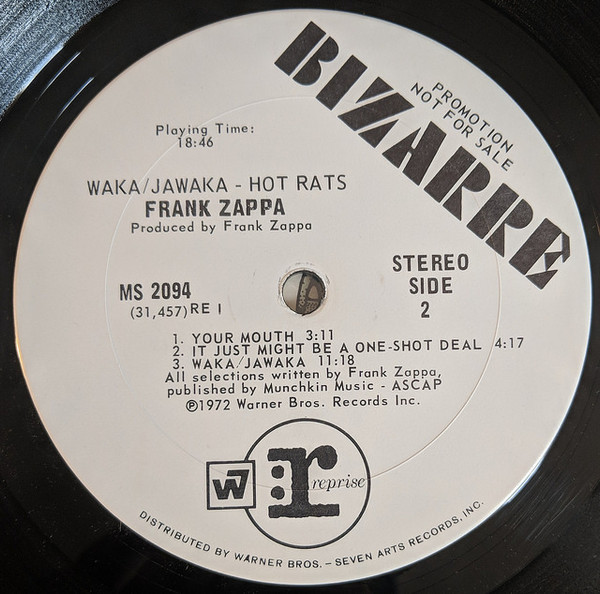 BIZARRE
PROMOTION
NOT FOR SALE
Playing Time:
18:46
WAKA/JAWAKA - HOT RATS
FRANK ZAPPA
Produced by Frank Zappa
MS 2094
(31,457) RE 1
STEREO
SIDE
2
1. YOUR MOUTH 3:11
2. IT JUST MIGHT BE A ONE-SHOT DEAL 4:17
3. WAKA/JAWAKA 11:18
All selections written by Frank Zappa,
published by Munchkin Music - ASCAP
℗1972 Warner Bros. Records Inc.
W7
r: reprise
DISTRIBUTED BY WARNER BROS. – SEVEN ARTS RECORDS, INC.